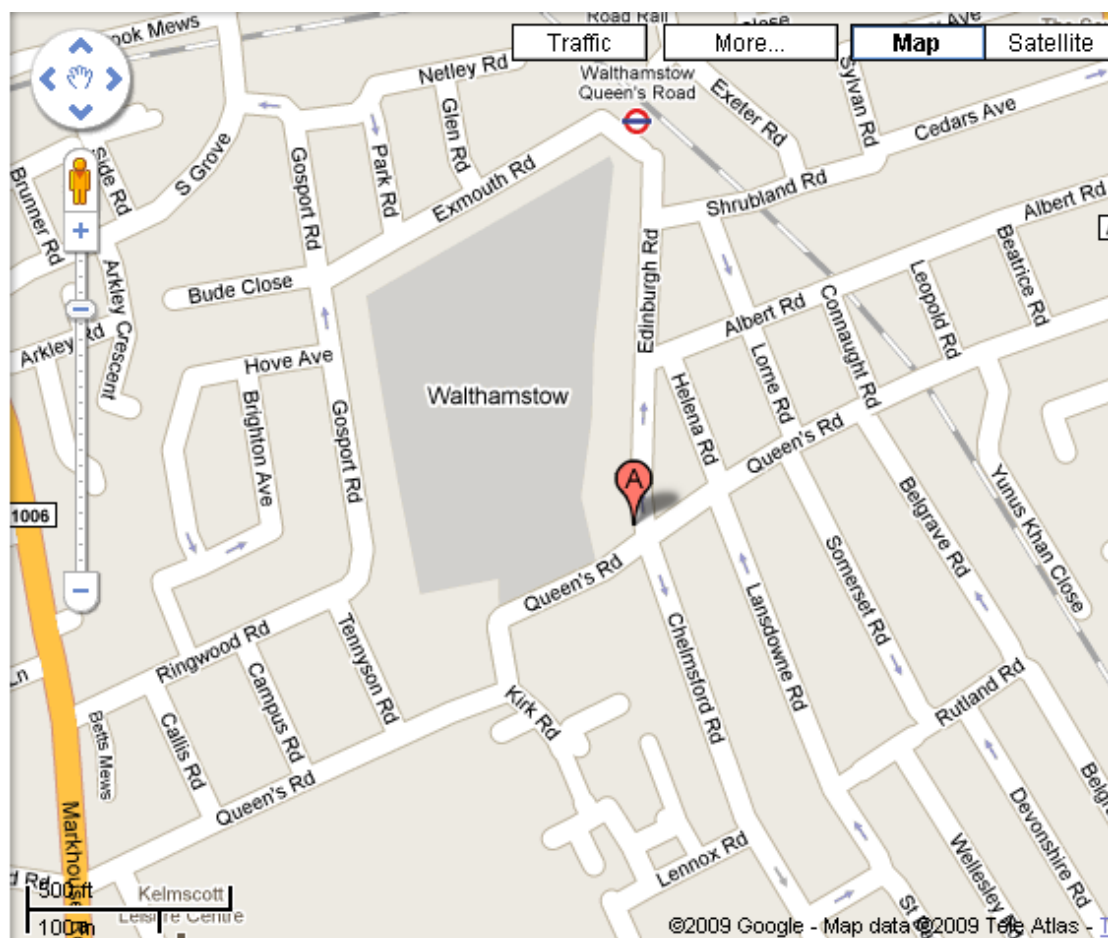 Road Rail
Traffic
More...
Map
Satellite
Netley Rd
Walthamstow
Queen's Road
Exeter Rd
Sylvan Rd
Cedars Ave
Glen Rd
Park Rd
S Grove
Gosport Rd
Exmouth Rd
Shrubland Rd
Albert Rd
Brunner Rd
Side Rd
Arkley Crescent
Bude Close
Edinburgh Rd
Beatrice Rd
Leopold Rd
Connaught Rd
Albert Rd
Arkley Rd
Hove Ave
Walthamstow
Brighton Ave
Gosport Rd
Helena Rd
Lorne Rd
Queen's Rd
A
1006
Belgrave Rd
Yunus Khan Close
Somerset Rd
Queen's Rd
Lansdowne Rd
Chelmsford Rd
Ringwood Rd
Tennyson Rd
Campus Rd
Callis Rd
Betts Mews
Kirk Rd
Rutland Rd
Queen's Rd
Devonshire Rd
Wellesley Rd
Lennox Rd
Markhouse
Kelmscott
Leisure Centre
500 ft
100 m
©2009 Google - Map data ©2009 Tele Atlas -